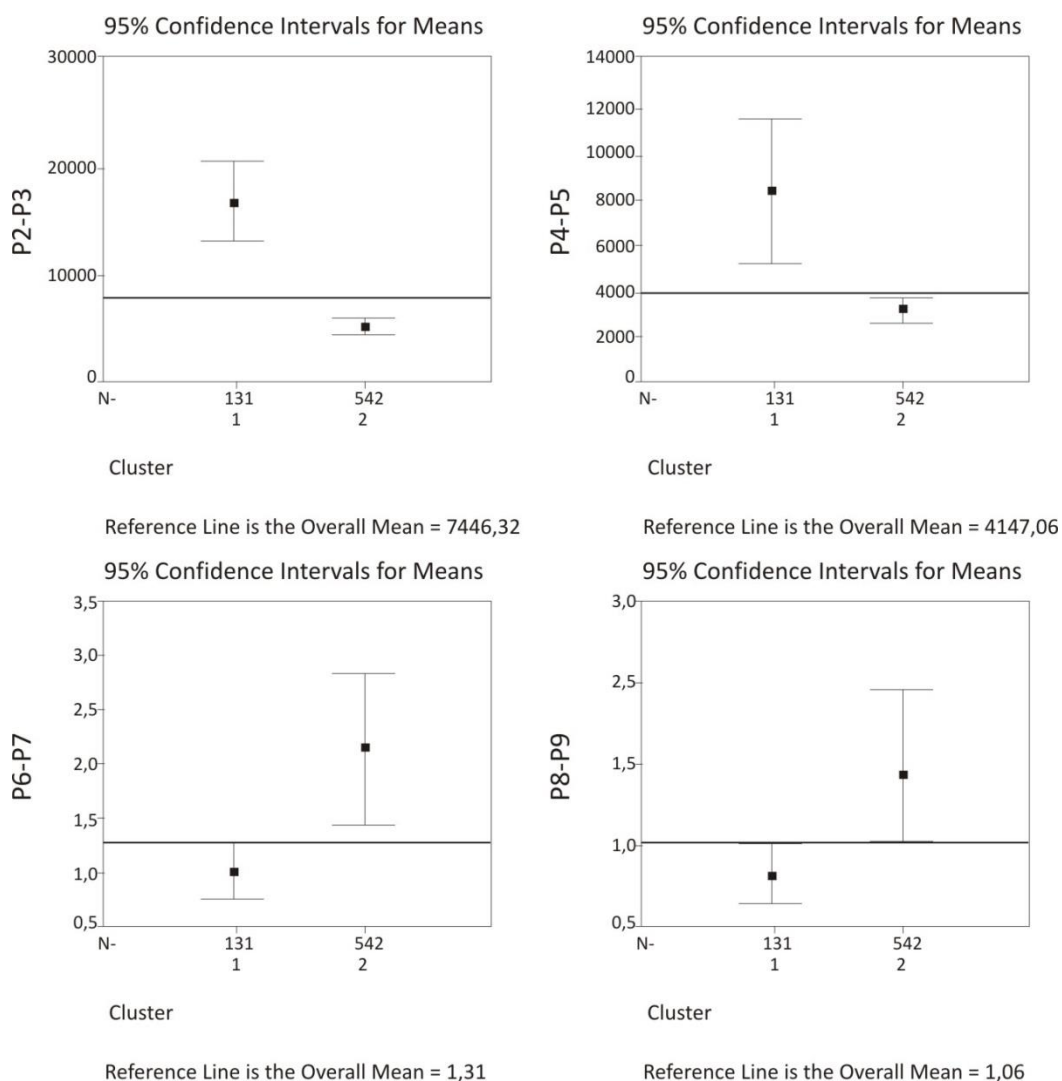 95% Confidence Intervals for Means
P2-P3
30000
20000
10000
0
N- 131 542
1 2
Cluster
Reference Line is the Overall Mean = 7446,32
95% Confidence Intervals for Means
P4-P5
14000
12000
10000
8000
6000
4000
2000
0
N- 131 542
1 2
Cluster
Reference Line is the Overall Mean = 4147,06
95% Confidence Intervals for Means
P6-P7
3,5
3,0
2,5
2,0
1,5
1,0
0,5
N- 131 542
1 2
Cluster
Reference Line is the Overall Mean = 1,31
95% Confidence Intervals for Means
P8-P9
3,0
2,5
1,5
1,0
0,5
N- 131 542
1 2
Cluster
Reference Line is the Overall Mean = 1,06